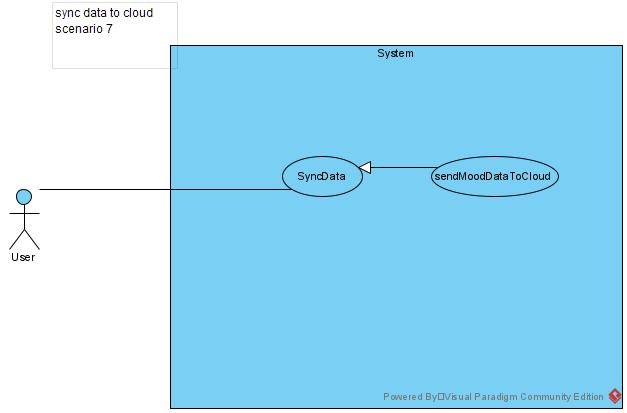 sync data to cloud
scenario 7
System
SyncData
sendMoodDataToCloud
User
Powered By Visual Paradigm Community Edition